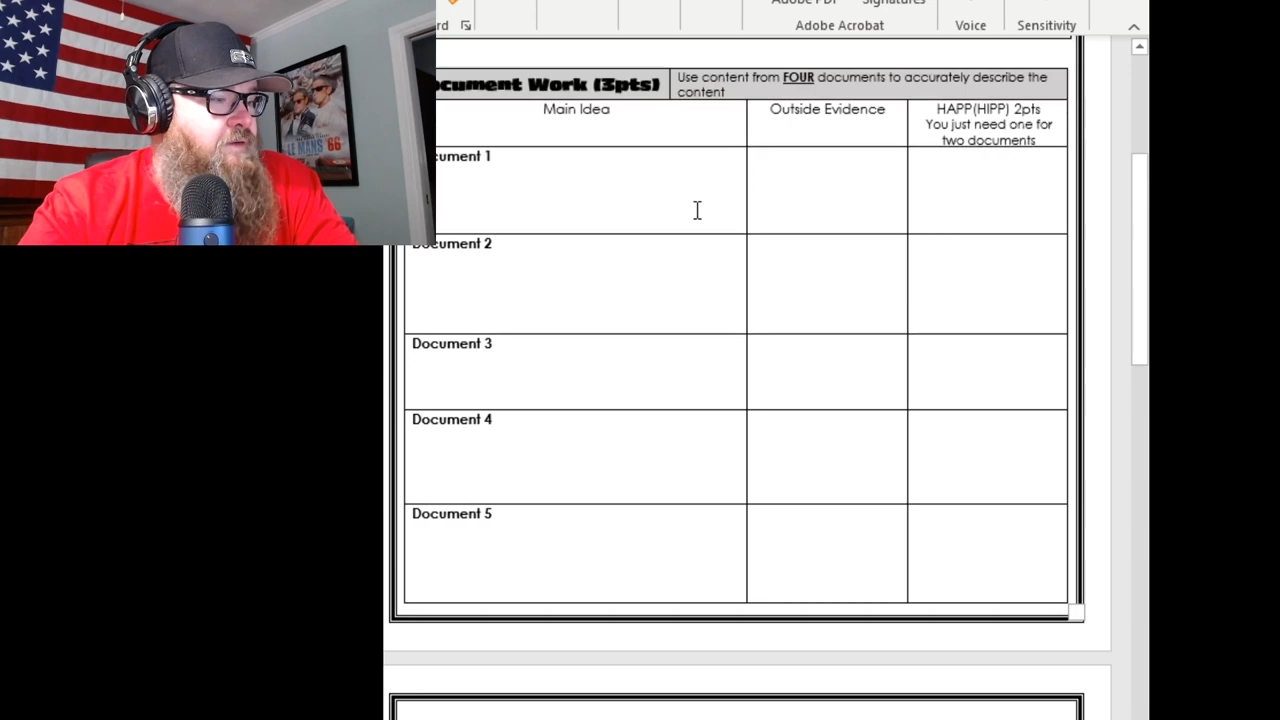 Adobe PDF Signatures
rd Adobe Acrobat Voice Sensitivity
LE MANS '66
ocument Work (3pts)
Use content from FOUR documents to accurately describe the
content
Main Idea
Outside Evidence
HAPP(HIPP) 2pts
You just need one for
two documents
cument 1
Document 2
Document 3
Document 4
Document 5